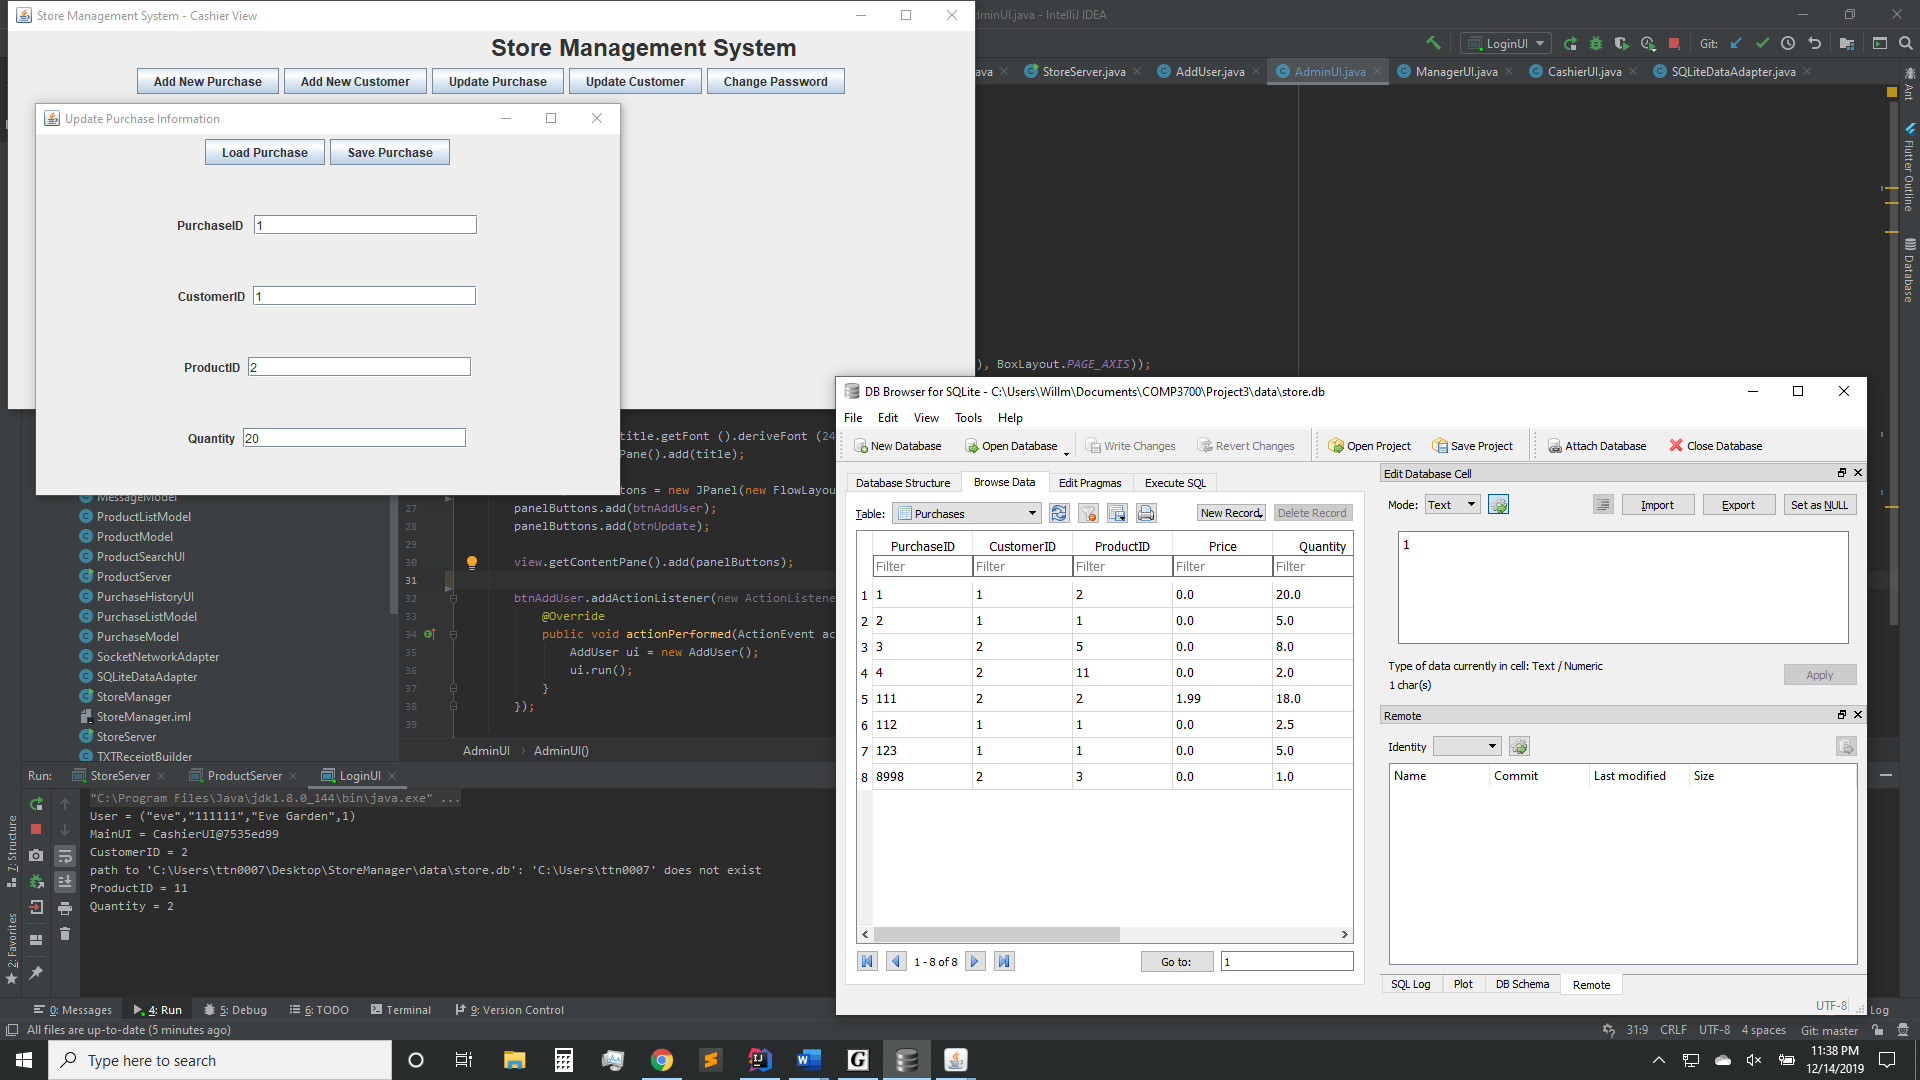 Store Management System - Cashier View
Store Management System
Add New Purchase
Add New Customer
Update Purchase
Update Customer
Change Password
Update Purchase Information
Load Purchase
Save Purchase
PurchaseID 1
CustomerID 1
ProductID 2
Quantity 20
dminUI.java - IntelliJ IDEA
LoginUI
Git:
ava
StoreServer.java
AddUser.java
AdminUI.java
ManagerUI.java
CashierUI.java
SQLiteDataAdapter.java
Ant
Flutter Outline
Database
), BoxLayout.PAGE_AXIS));
title.getFont ().deriveFont (24
Pane().add(title);
tons = new JPanel(new FlowLayou
27 panelButtons.add(btnAddUser);
28 panelButtons.add(btnUpdate);
29
30 view.getContentPane().add(panelButtons);
31
32 btnAddUser.addActionListener(new ActionListene
33 @Override
34 public void actionPerformed(ActionEvent ac
35 AddUser ui = new AddUser();
36 ui.run();
37 }
38 });
39
AdminUI > AdminUI()
MessageModel
ProductListModel
ProductModel
ProductSearchUI
ProductServer
PurchaseHistoryUI
PurchaseListModel
PurchaseModel
SocketNetworkAdapter
SQLiteDataAdapter
StoreManager
StoreManager.iml
StoreServer
TXTReceiptBuilder
Run:
StoreServer
ProductServer
LoginUI
"C:\Program Files\Java\jdk1.8.0_144\bin\java.exe" ...
User = ("eve","111111","Eve Garden",1)
MainUI = CashierUI@7535ed99
CustomerID = 2
path to 'C:\Users\ttn0007\Desktop\StoreManager\data\store.db': 'C:\Users\ttn0007' does not exist
ProductID = 11
Quantity = 2
7: Structure
2: Favorites
DB Browser for SQLite - C:\Users\Willm\Documents\COMP3700\Project3\data\store.db
File Edit View Tools Help
New Database
Open Database
Write Changes
Revert Changes
Open Project
Save Project
Attach Database
Close Database
Database Structure
Browse Data
Edit Pragmas
Execute SQL
Table: Purchases
New Record
Delete Record
PurchaseID CustomerID ProductID Price Quantity
Filter Filter Filter Filter Filter
1 1 1 2 0.0 20.0
2 2 1 1 0.0 5.0
3 3 2 5 0.0 8.0
4 4 2 11 0.0 2.0
5 111 2 2 1.99 18.0
6 112 1 1 0.0 2.5
7 123 1 1 0.0 5.0
8 8998 2 3 0.0 1.0
1 - 8 of 8
Go to: 1
Edit Database Cell
Mode: Text
Import
Export
Set as NULL
1
Type of data currently in cell: Text / Numeric
1 char(s)
Apply
Remote
Identity
Name Commit Last modified Size
SQL Log
Plot
DB Schema
Remote
UTF-8
0: Messages
4: Run
5: Debug
6: TODO
Terminal
9: Version Control
Log
All files are up-to-date (5 minutes ago)
31:9 CRLF UTF-8 4 spaces Git: master
Type here to search
11:38 PM
12/14/2019